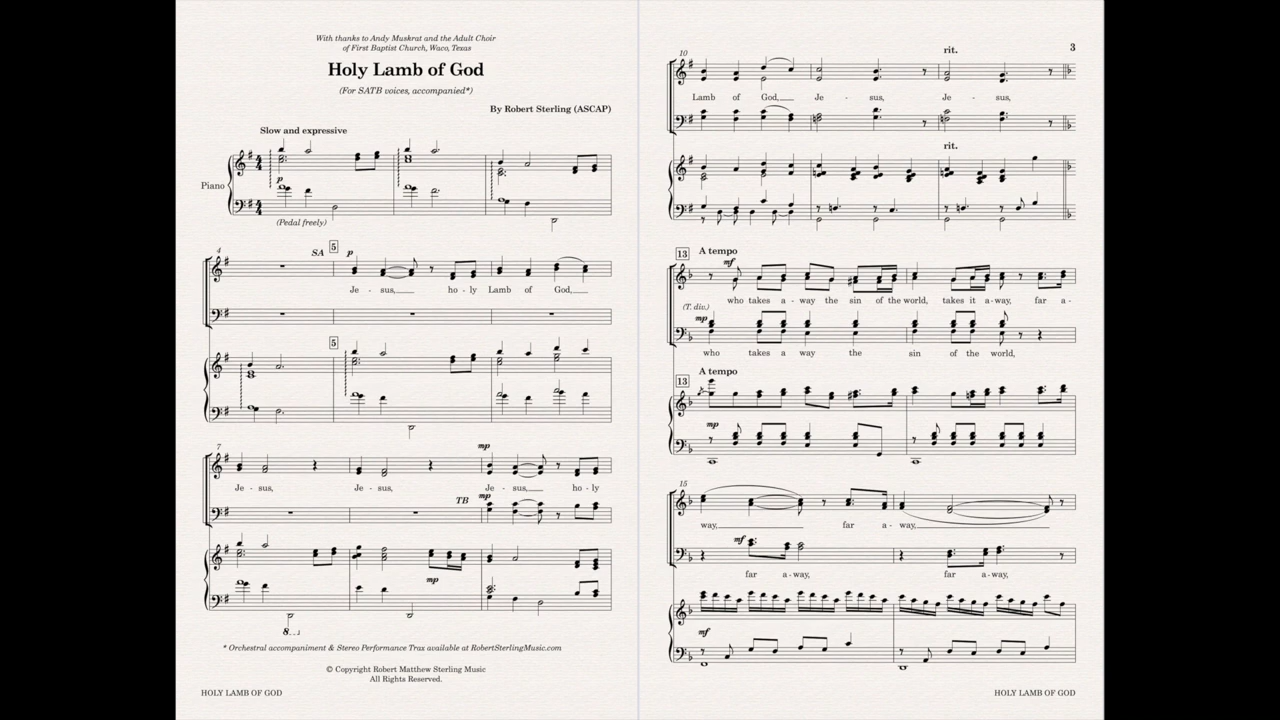 With thanks to Andy Muskrat and the Adult Choir
of First Baptist Church, Waco, Texas
Holy Lamb of God
(For SATB voices, accompanied*)
By Robert Sterling (ASCAP)
Slow and expressive
Piano
p
(Pedal freely)
4
SA
5
p
Je - sus, ho - ly Lamb of God,
5
7
mp
Je - sus, Je - sus, Je - sus, ho - ly
TB
mp
mp
8
* Orchestral accompaniment & Stereo Performance Trax available at RobertSterlingMusic.com
© Copyright Robert Matthew Sterling Music
All Rights Reserved.
HOLY LAMB OF GOD
3
10
rit.
Lamb of God, Je - sus, Je - sus,
rit.
13
A tempo
mf
who takes a - way the sin of the world, takes it a - way, far a -
(T. div.)
mp
who takes a way the sin of the world,
13
A tempo
mp
15
way, far a - way,
mf
far a - way, far a - way,
mf
HOLY LAMB OF GOD